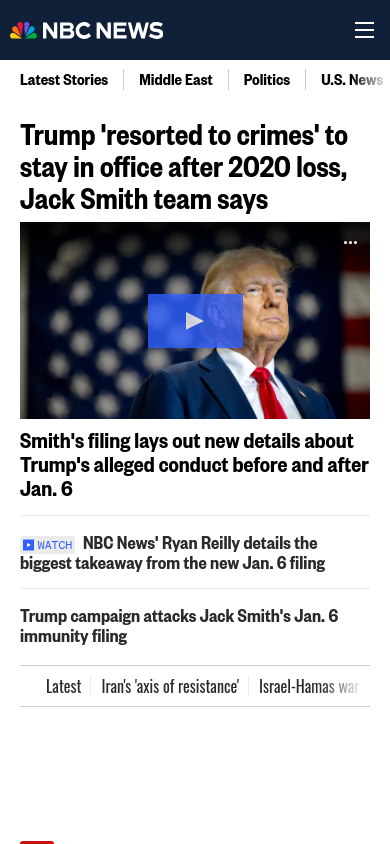 NBC NEWS
Latest Stories
Middle East
Politics
U.S. News
Trump 'resorted to crimes' to
stay in office after 2020 loss,
Jack Smith team says
Smith's filing lays out new details about
Trump's alleged conduct before and after
Jan. 6
WATCH NBC News' Ryan Reilly details the
biggest takeaway from the new Jan. 6 filing
Trump campaign attacks Jack Smith's Jan. 6
immunity filing
Latest
Iran's 'axis of resistance'
Israel-Hamas war